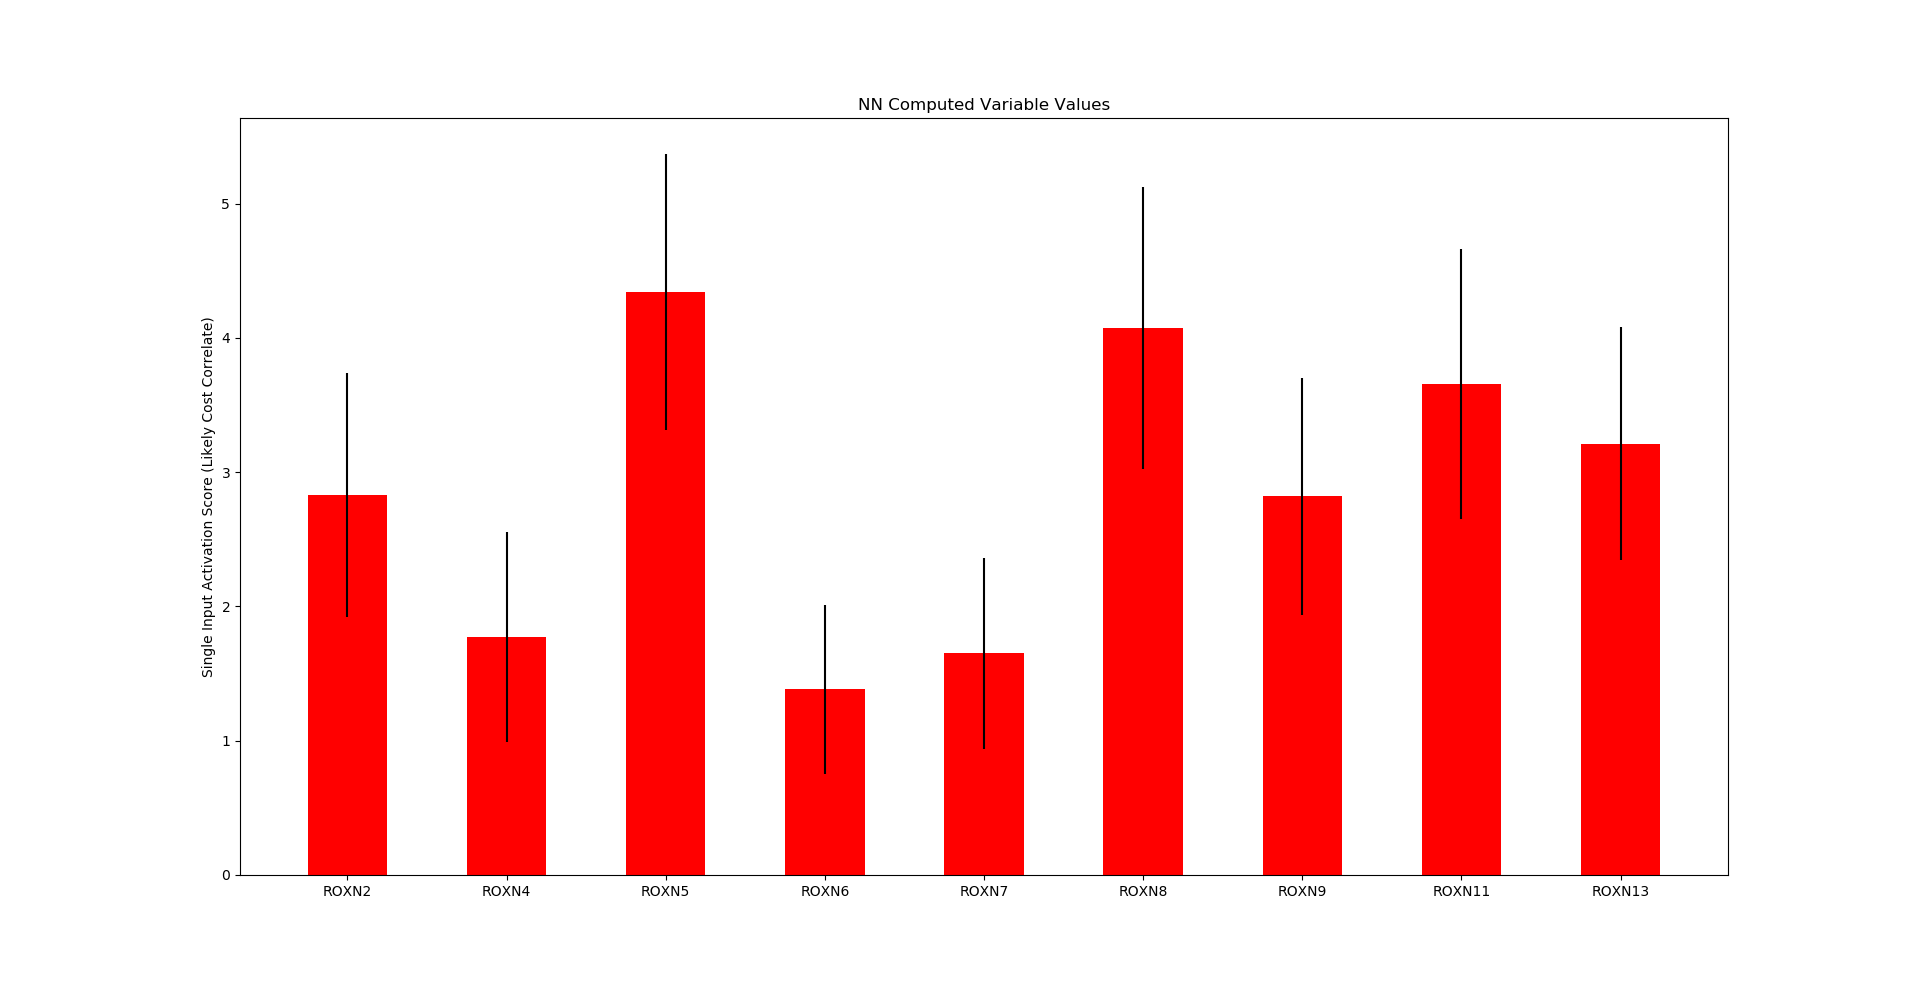 NN Computed Variable Values
Single Input Activation Score (Likely Cost Correlate)
5
4
3
2
1
0
ROXN2 ROXN4 ROXN5 ROXN6 ROXN7 ROXN8 ROXN9 ROXN11 ROXN13